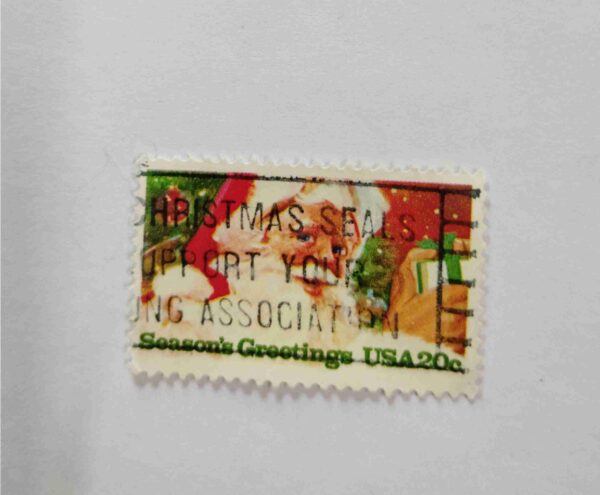 HRISTMAS SEALS
UPPORT YOUR
UNG ASSOCIATION
Season's Greetings USA 20c